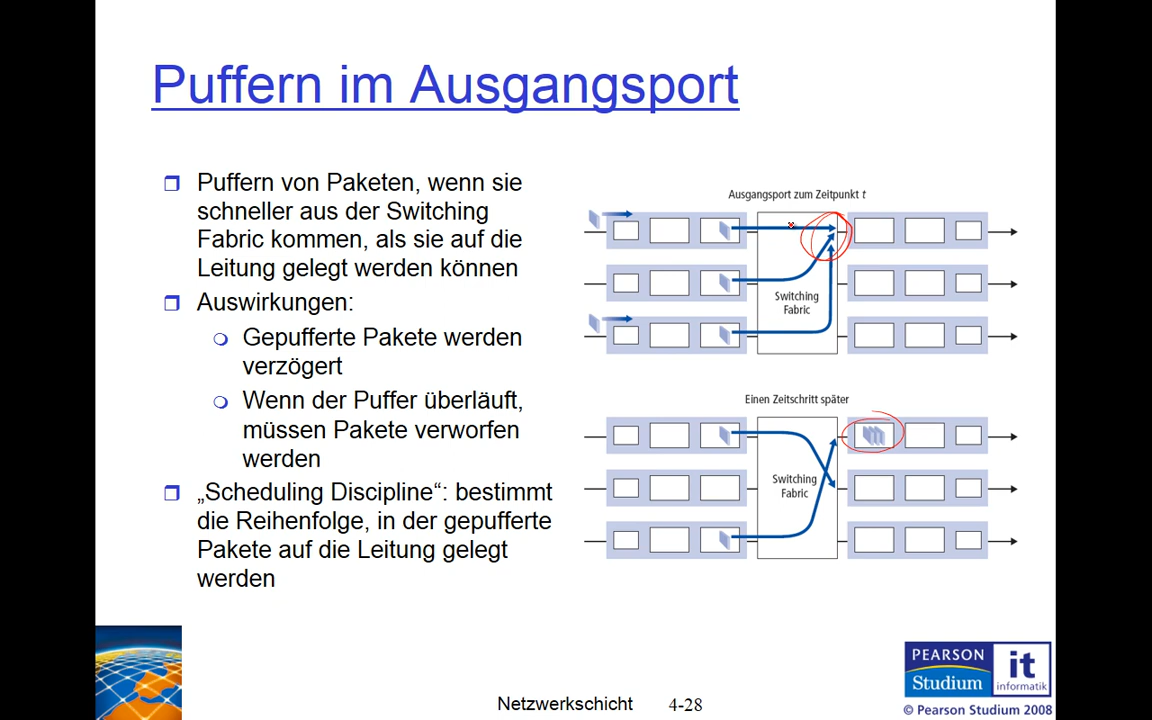 Puffern im Ausgangsport
Puffern von Paketen, wenn sie
schneller aus der Switching
Fabric kommen, als sie auf die
Leitung gelegt werden können
Auswirkungen:
Gepufferte Pakete werden
verzögert
Wenn der Puffer überläuft,
müssen Pakete verworfen
werden
„Scheduling Discipline“: bestimmt
die Reihenfolge, in der gepufferte
Pakete auf die Leitung gelegt
werden
Ausgangsport zum Zeitpunkt t
Switching
Fabric
Einen Zeitschritt später
Switching
Fabric
Netzwerkschicht 4-28
PEARSON
Studium
it
informatik
© Pearson Studium 2008